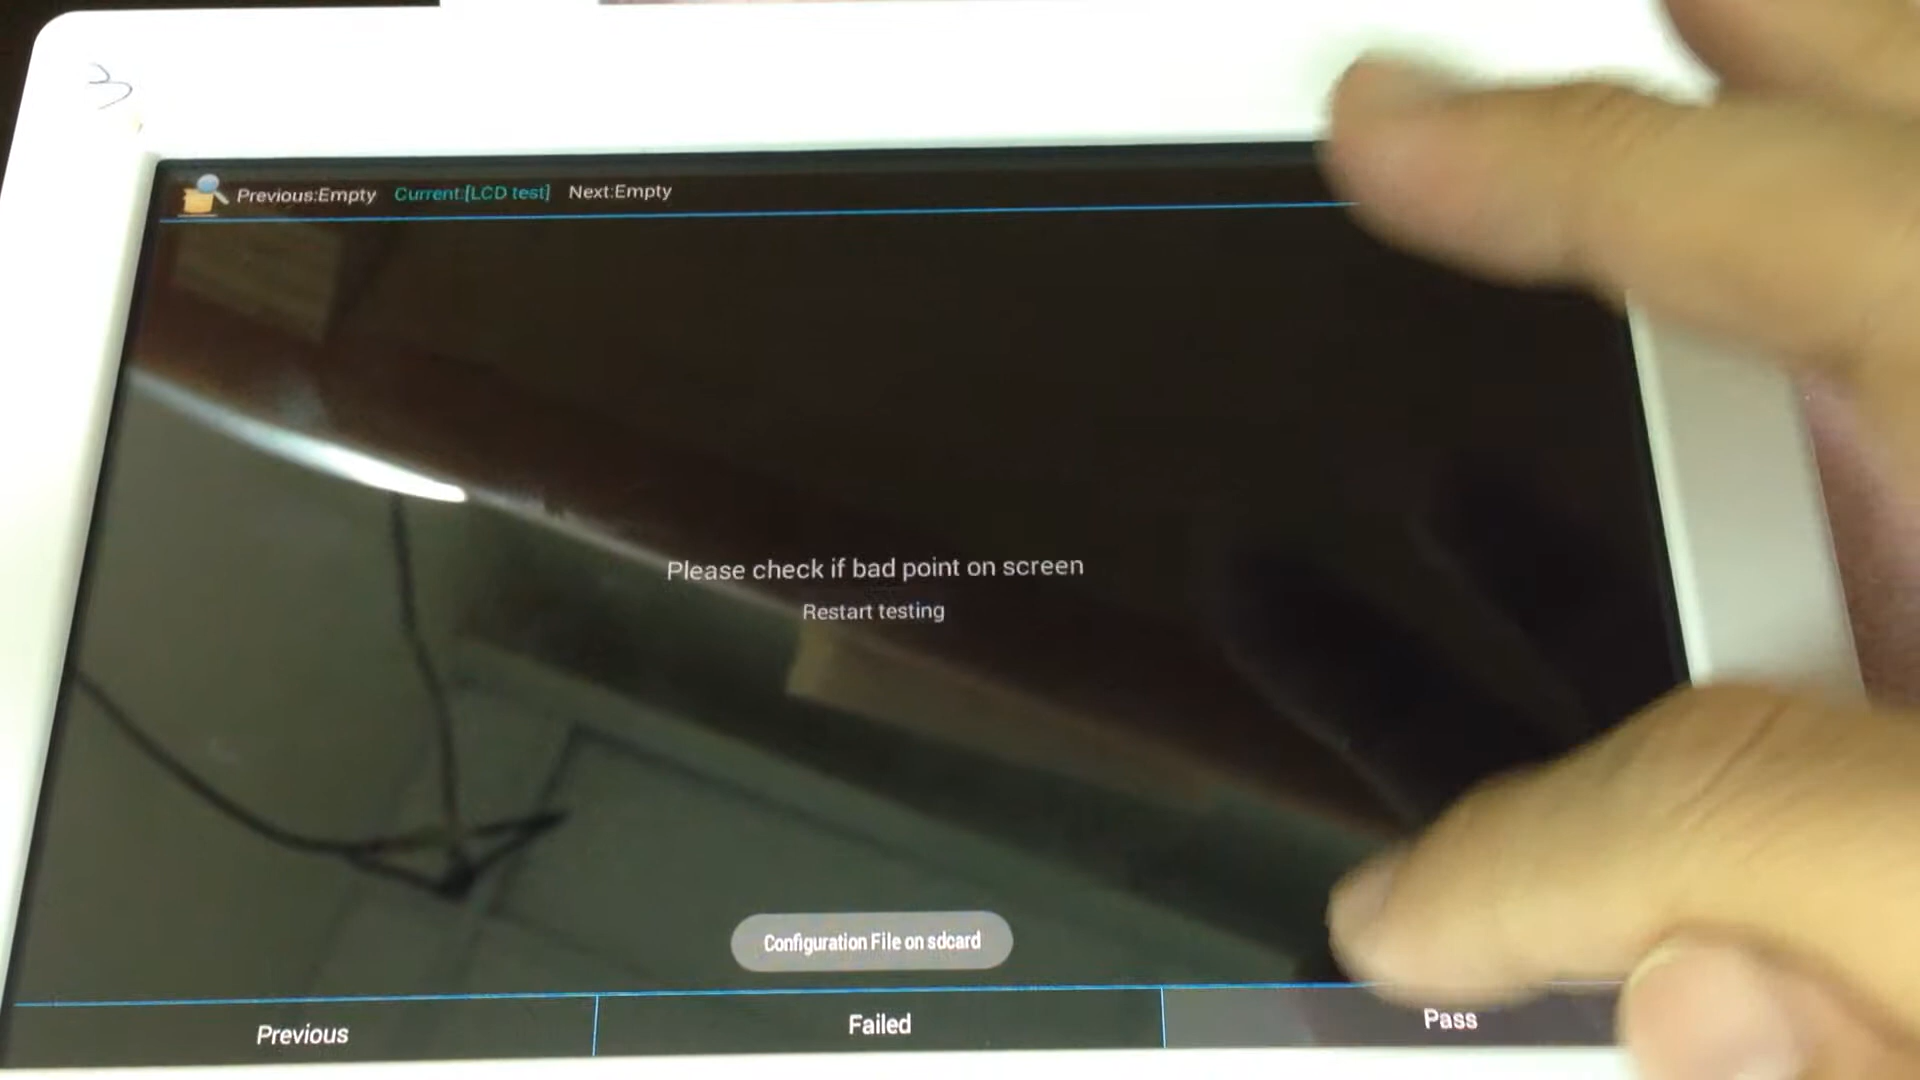 Previous:Empty Current:[LCD test] Next:Empty
Please check if bad point on screen
Restart testing
Configuration File on sdcard
Previous Failed Pass